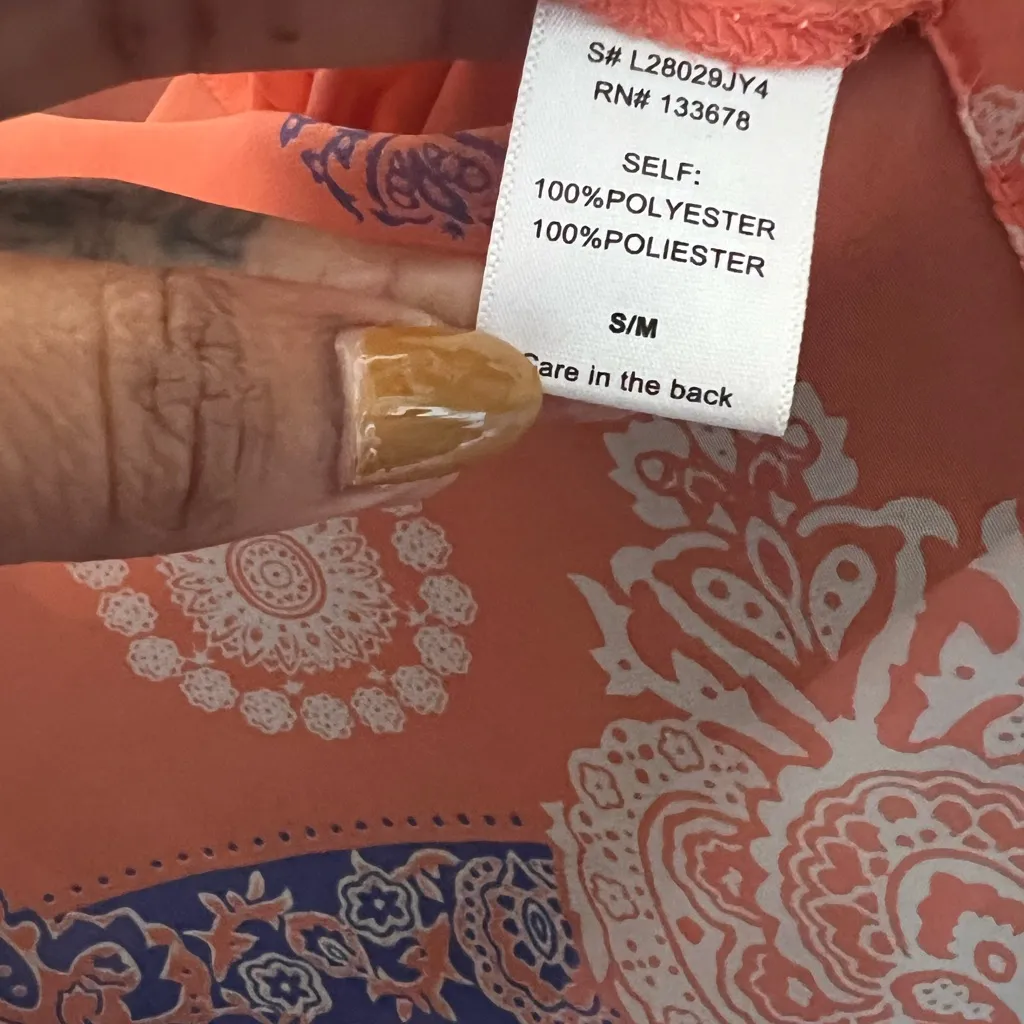 S# L28029JY4
RN# 133678
SELF:
100%POLYESTER
100%POLIESTER
S/M
Care in the back